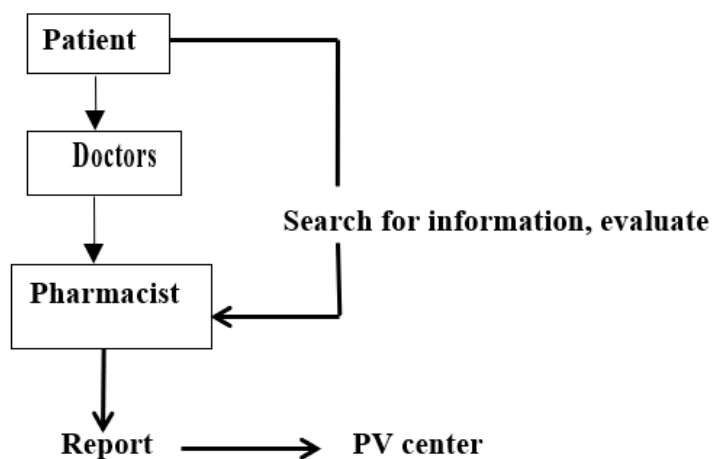 Patient
Doctors
Search for information, evaluate
Pharmacist
Report
PV center